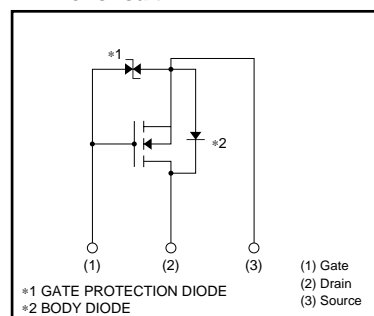 ∗1
∗2
(1) (2) (3)
(1) Gate
(2) Drain
(3) Source
∗1 GATE PROTECTION DIODE
∗2 BODY DIODE